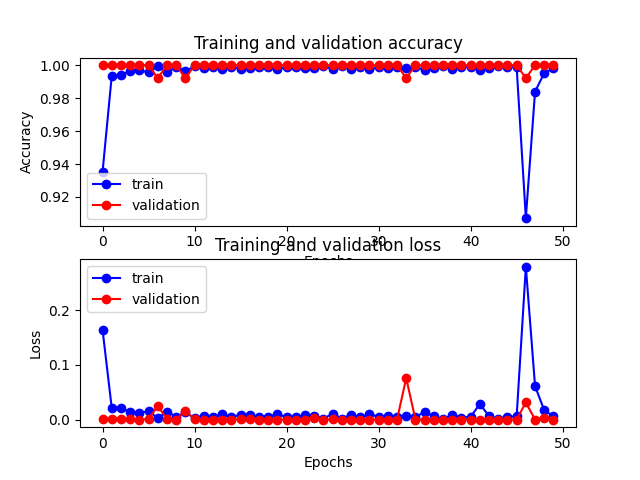 Training and validation accuracy
Accuracy
1.00
0.98
0.96
0.94
0.92
train
validation
0 10 20 30 40 50
Epochs
Training and validation loss
Loss
0.2
0.1
0.0
train
validation
0 10 20 30 40 50
Epochs